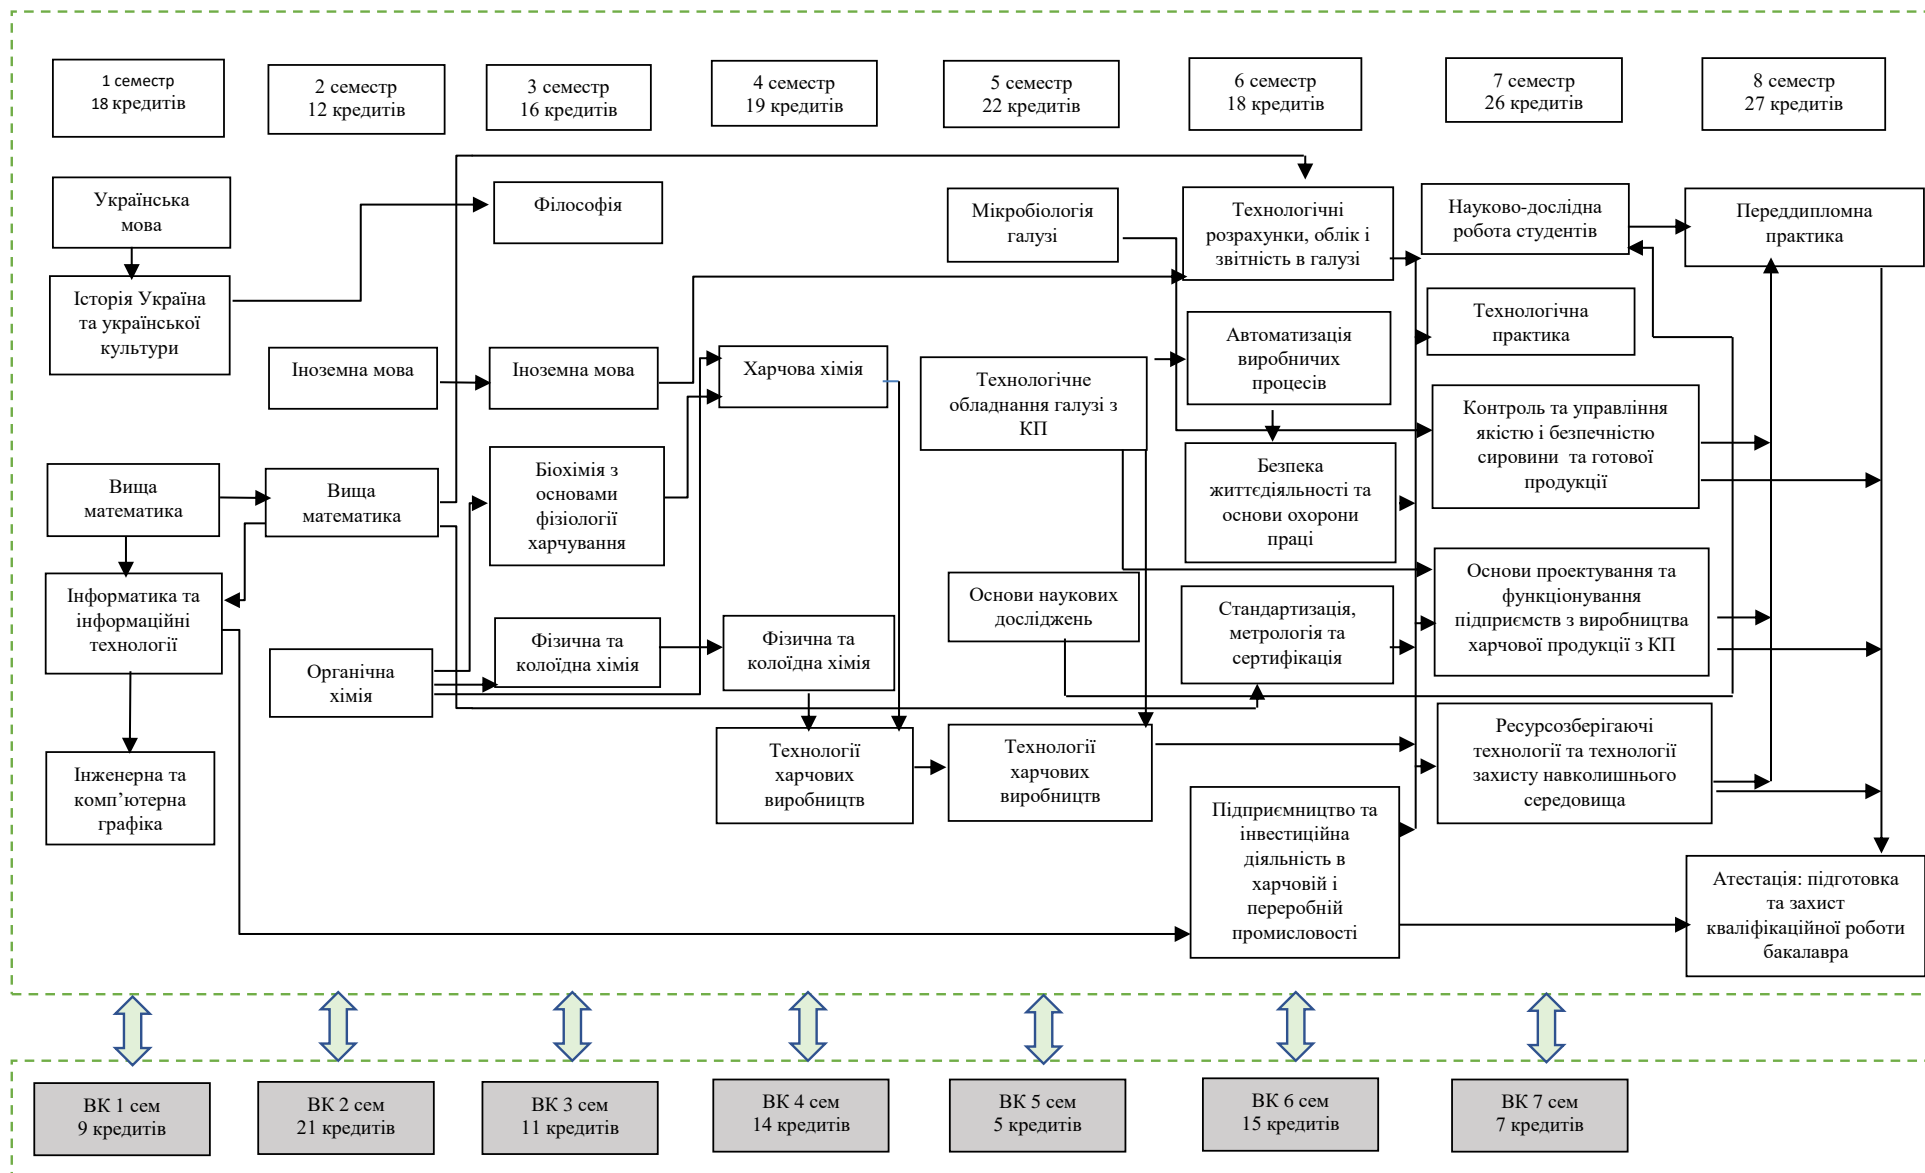 1 семестр
18 кредитів
2 семестр
12 кредитів
3 семестр
16 кредитів
4 семестр
19 кредитів
5 семестр
22 кредитів
6 семестр
18 кредитів
7 семестр
26 кредитів
8 семестр
27 кредитів
Українська
мова
Історія Україна
та української
культури
Вища
математика
Інформатика та
інформаційні
технології
Інженерна та
комп’ютерна
графіка
Іноземна мова
Вища
математика
Органічна
хімія
Філософія
Іноземна мова
Біохімія з
основами
фізіології
харчування
Фізична та
колоїдна хімія
Харчова хімія
Фізична та
колоїдна хімія
Технології
харчових
виробництв
Мікробіологія
галузі
Технологічне
обладнання галузі з
КП
Основи наукових
досліджень
Технології
харчових
виробництв
Технологічні
розрахунки, облік і
звітність в галузі
Автоматизація
виробничих
процесів
Безпека
життєдіяльності та
основи охорони
праці
Стандартизація,
метрологія та
сертифікація
Підприємництво та
інвестиційна
діяльність в
харчовій і
переробній
промисловості
Науково-дослідна
робота студентів
Технологічна
практика
Контроль та управління
якістю і безпечністю
сировини та готової
продукції
Основи проектування та
функціонування
підприємств з виробництва
харчової продукції з КП
Ресурсозберігаючі
технології та технології
захисту навколишнього
середовища
Переддипломна
практика
Атестація: підготовка
та захист
кваліфікаційної роботи
бакалавра
ВК 1 сем
9 кредитів
ВК 2 сем
21 кредитів
ВК 3 сем
11 кредитів
ВК 4 сем
14 кредитів
ВК 5 сем
5 кредитів
ВК 6 сем
15 кредитів
ВК 7 сем
7 кредитів